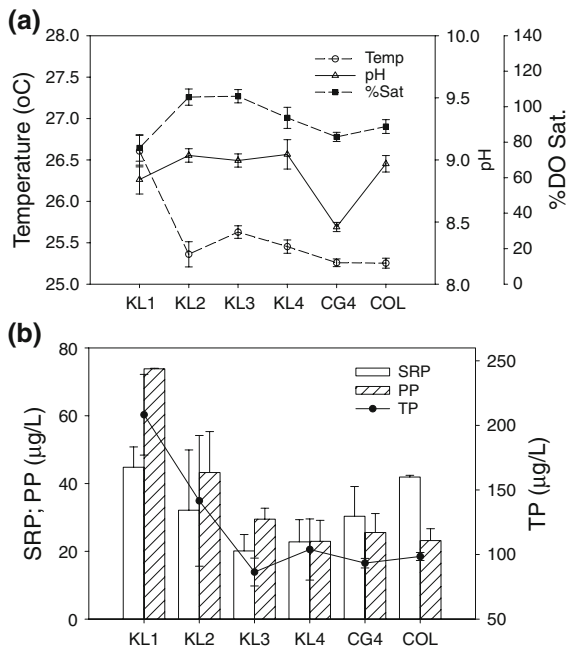 (a)
28.0
27.5
27.0
26.5
26.0
25.5
25.0
Temperature (oC)
Temp
pH
%Sat
10.0
9.5
9.0
8.5
8.0
pH
140
120
100
80
60
40
20
0
%DO Sat.
KL1 KL2 KL3 KL4 CG4 COL
(b)
80
60
40
20
0
SRP; PP (µg/L)
SRP
PP
TP
250
200
150
100
50
TP (µg/L)
KL1 KL2 KL3 KL4 CG4 COL